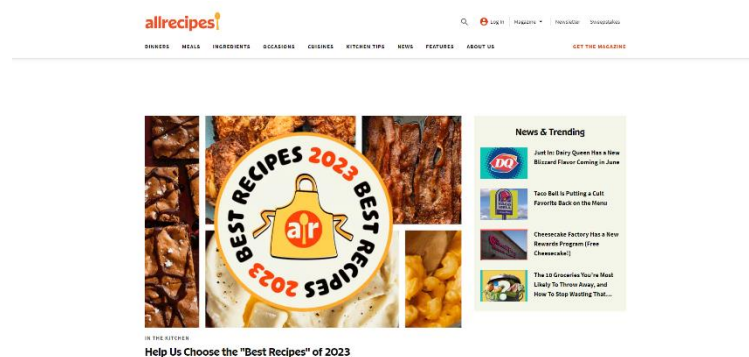 allrecipes
Log In Magazine Newsletter Sweepstakes
DINNERS MEALS INGREDIENTS OCCASIONS CUISINES KITCHEN TIPS NEWS FEATURES ABOUT US GET THE MAGAZINE
BEST RECIPES 2023 BEST RECIPES 2023
ar
News & Trending
DQ
Just In: Dairy Queen Has a New
Blizzard Flavor Coming in June
Taco Bell Is Putting a Cult
Favorite Back on the Menu
Cheesecake Factory Has a New
Rewards Program (Free
Cheesecake!)
The 10 Groceries You're Most
Likely To Throw Away, and
How To Stop Wasting That...
IN THE KITCHEN
Help Us Choose the "Best Recipes" of 2023